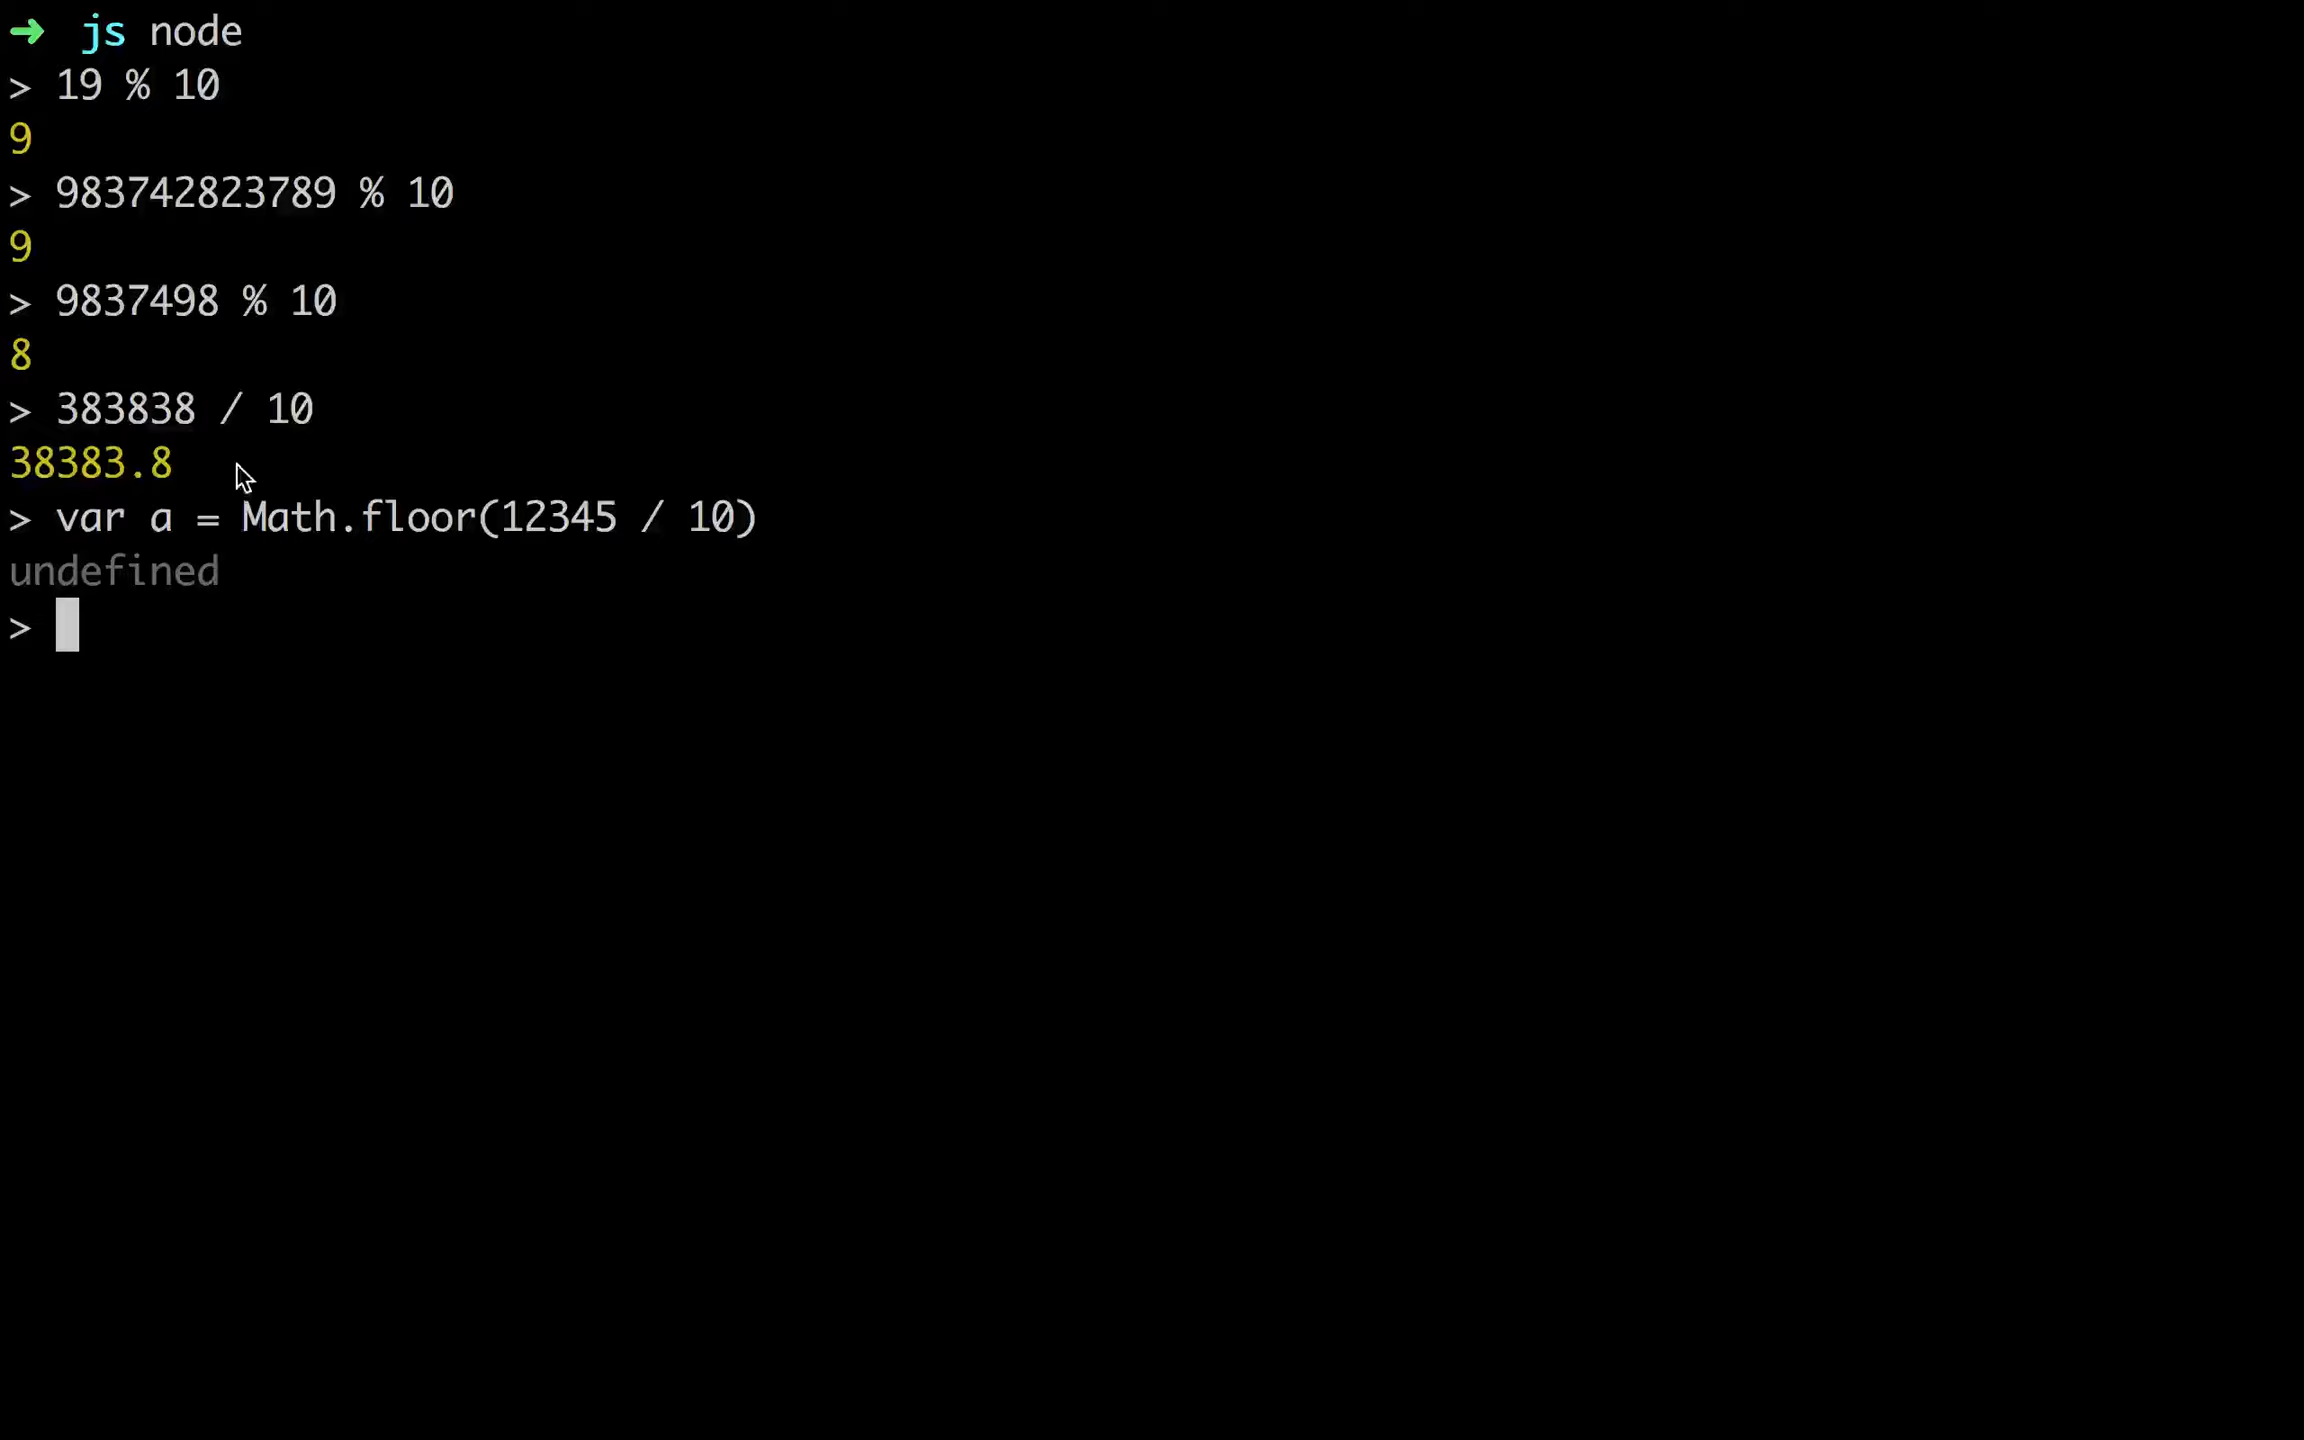 ➜ js node
> 19 % 10
9
> 983742823789 % 10
9
> 9837498 % 10
8
> 383838 / 10
38383.8
> var a = Math.floor(12345 / 10)
undefined
>